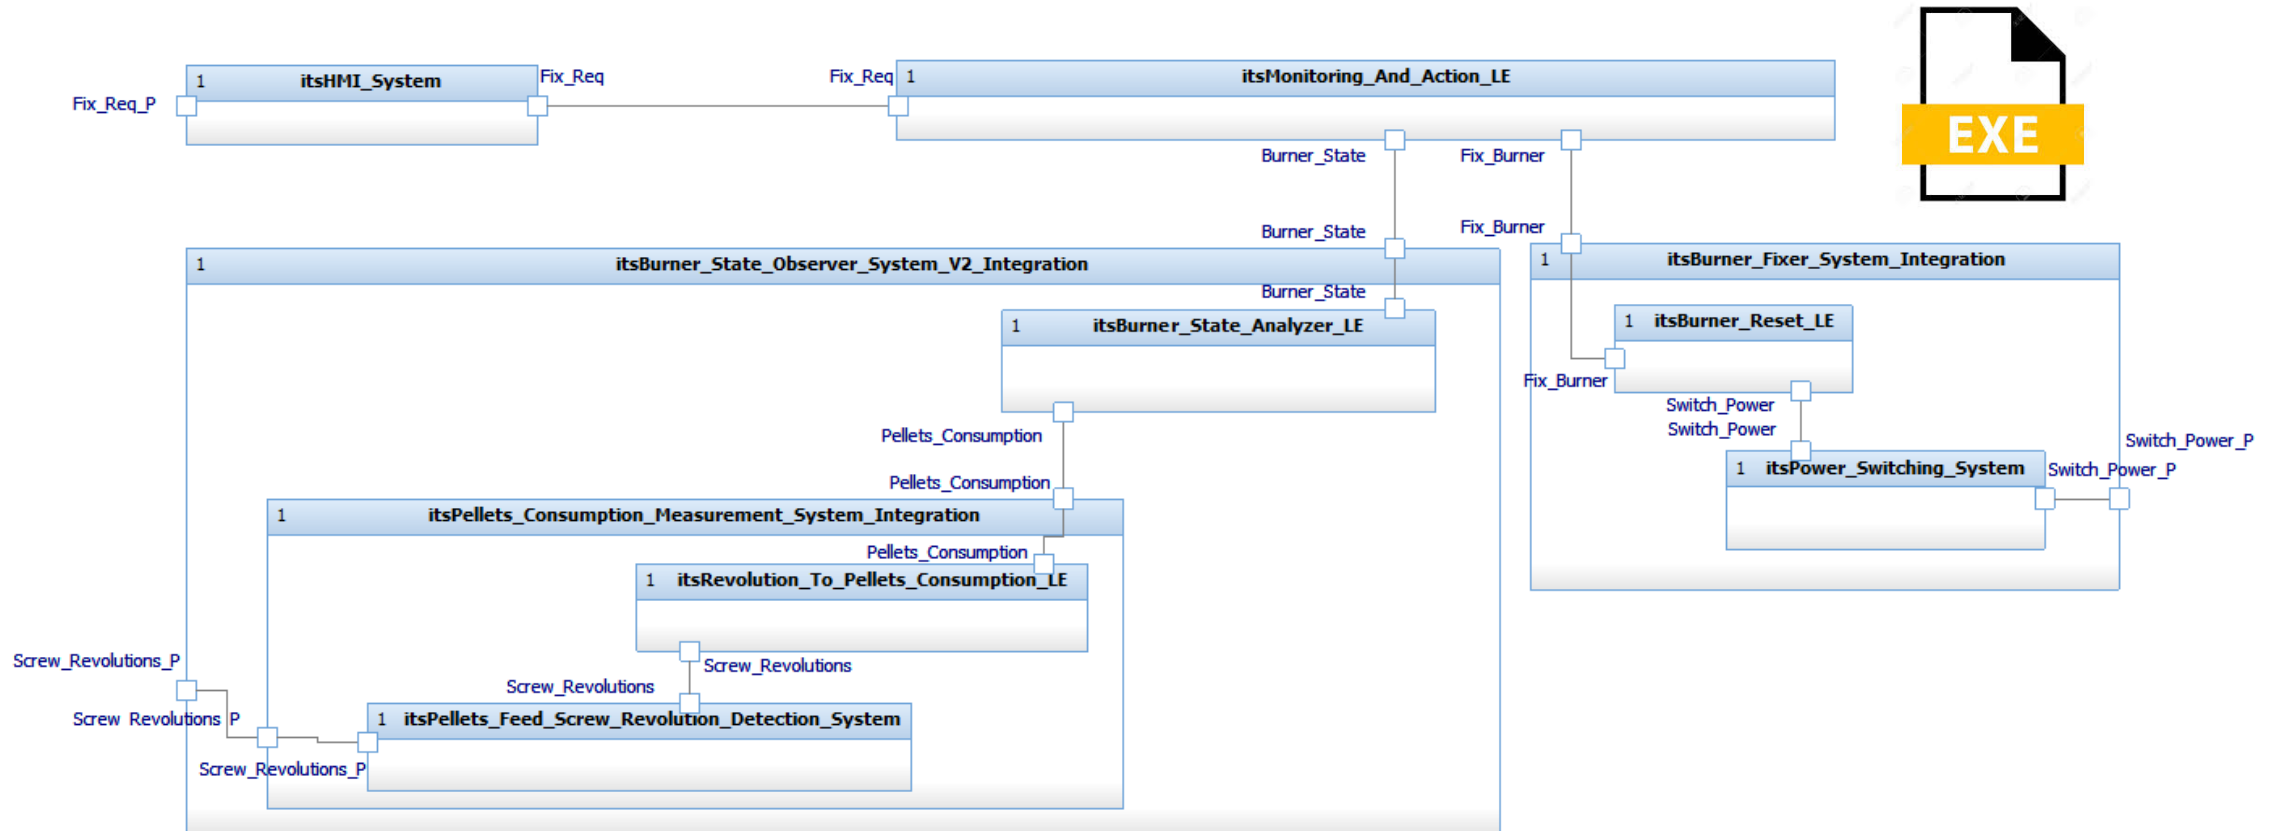 1 itsHMI_System
Fix_Req
Fix_Req
1 itsMonitoring_And_Action_LE
Fix_Req_P
EXE
Burner_State
Fix_Burner
Burner_State
Fix_Burner
1 itsBurner_State_Observer_System_V2_Integration
1 itsBurner_Fixer_System_Integration
Burner_State
1 itsBurner_State_Analyzer_LE
1 itsBurner_Reset_LE
Fix_Burner
Switch_Power
Switch_Power
Pellets_Consumption
Switch_Power_P
1 itsPower_Switching_System
Switch_Power_P
Pellets_Consumption
1 itsPellets_Consumption_Measurement_System_Integration
Pellets_Consumption
1 itsRevolution_To_Pellets_Consumption_LE
Screw_Revolutions_P
Screw_Revolutions
Screw_Revolutions
Screw Revolutions P
1 itsPellets_Feed_Screw_Revolution_Detection_System
Screw_Revolutions_P